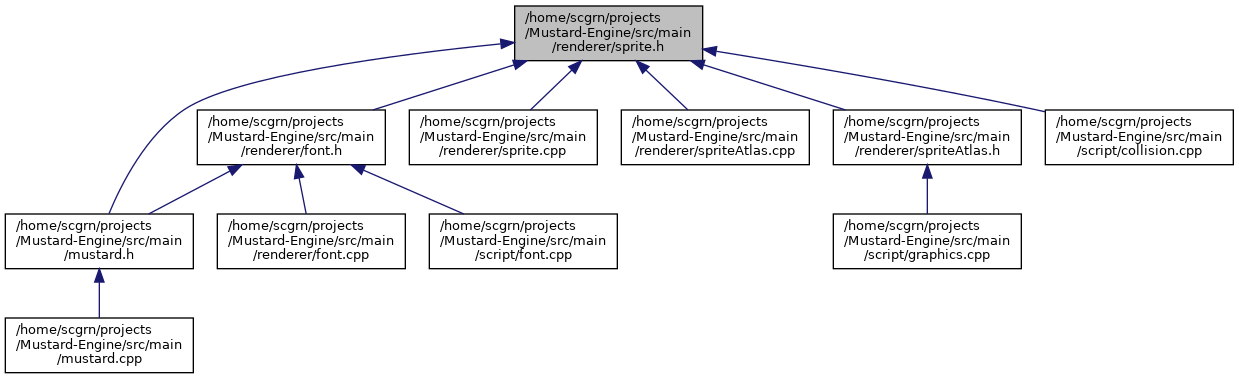 /home/scgrn/projects
/Mustard-Engine/src/main
/renderer/sprite.h
/home/scgrn/projects
/Mustard-Engine/src/main
/renderer/font.h
/home/scgrn/projects
/Mustard-Engine/src/main
/renderer/sprite.cpp
/home/scgrn/projects
/Mustard-Engine/src/main
/renderer/spriteAtlas.cpp
/home/scgrn/projects
/Mustard-Engine/src/main
/renderer/spriteAtlas.h
/home/scgrn/projects
/Mustard-Engine/src/main
/script/collision.cpp
/home/scgrn/projects
/Mustard-Engine/src/main
/mustard.h
/home/scgrn/projects
/Mustard-Engine/src/main
/renderer/font.cpp
/home/scgrn/projects
/Mustard-Engine/src/main
/script/font.cpp
/home/scgrn/projects
/Mustard-Engine/src/main
/script/graphics.cpp
/home/scgrn/projects
/Mustard-Engine/src/main
/mustard.cpp